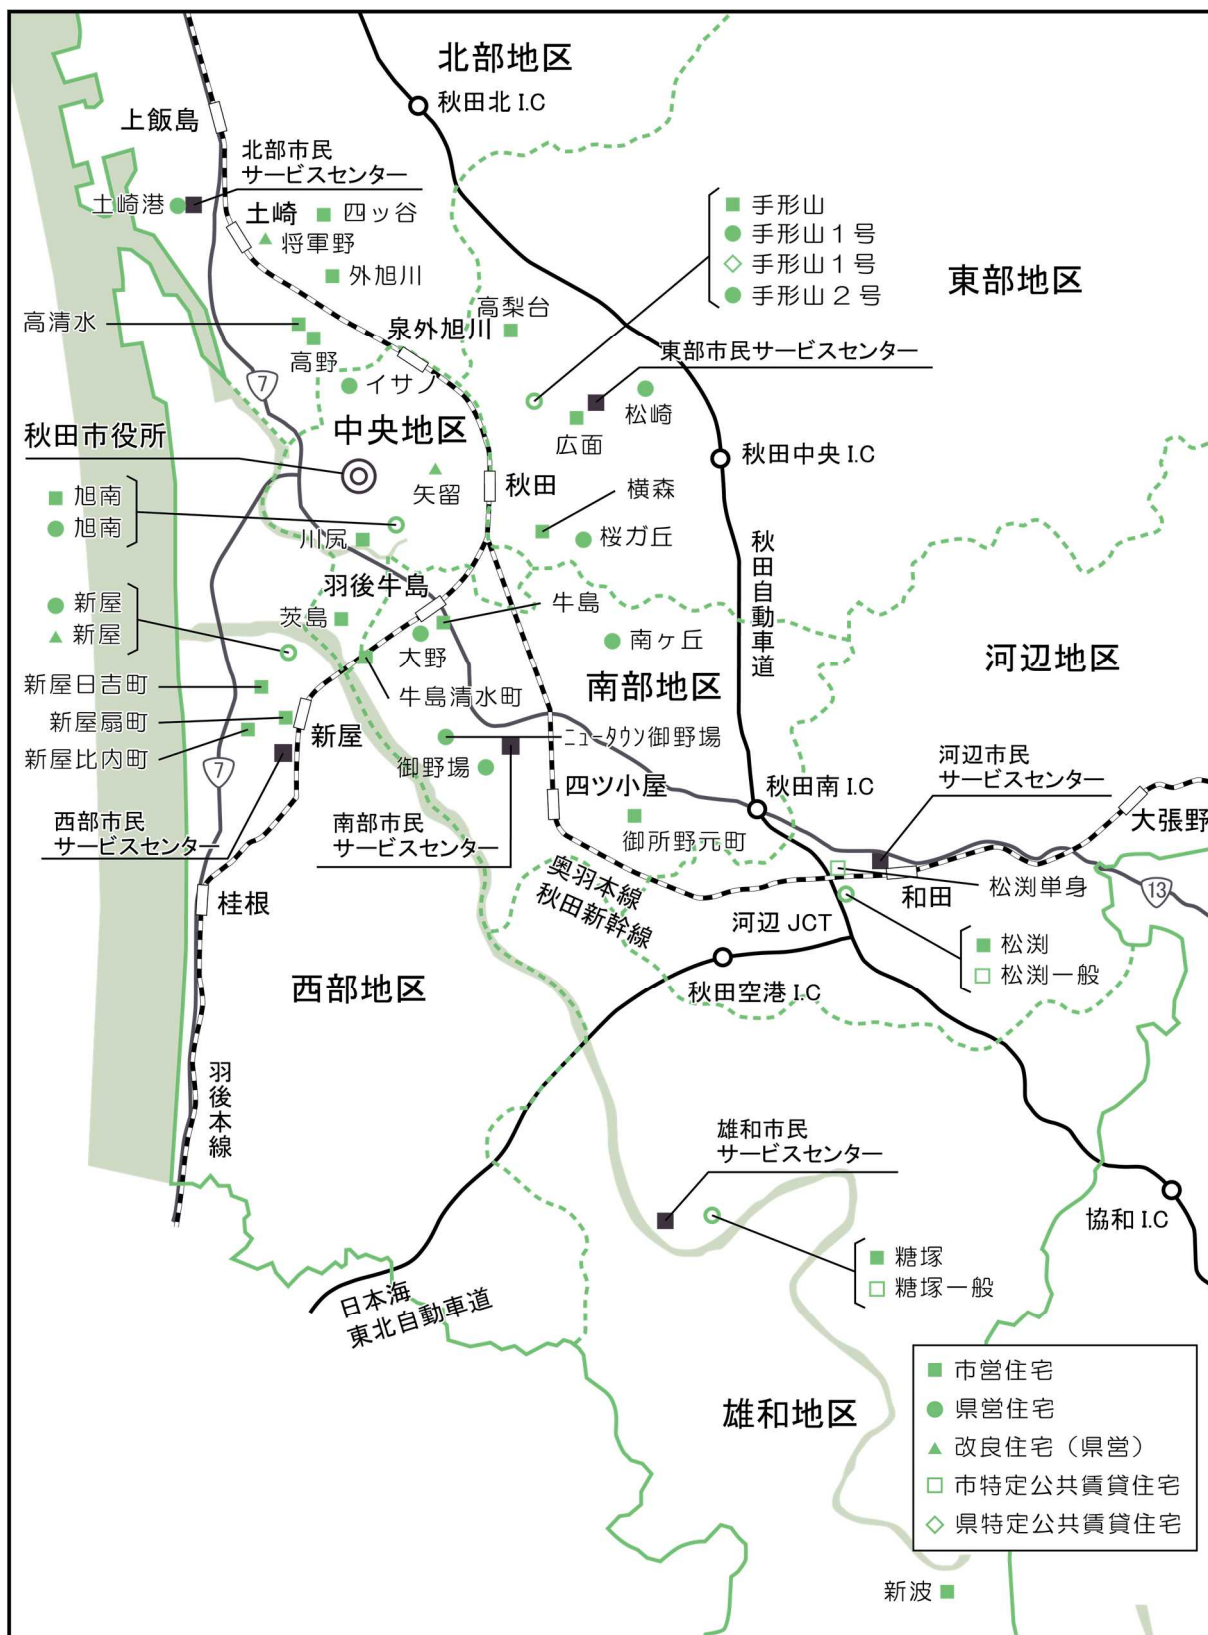 北部地区
秋田北 I.C
上飯島
北部市民
サービスセンター
土崎港
土崎
四ッ谷
将軍野
外旭川
手形山
手形山１号
手形山１号
手形山２号
東部地区
高清水
高野
泉外旭川
高梨台
東部市民サービスセンター
イサノ
7
松崎
広面
中央地区
秋田市役所
秋田中央 I.C
矢留
秋田
横森
旭南
旭南
川尻
桜ガ丘
秋田自動車道
羽後牛島
新屋
新屋
茨島
牛島
大野
南ヶ丘
河辺地区
新屋日吉町
牛島清水町
南部地区
新屋扇町
新屋
ニュータウン御野場
新屋比内町
7
御野場
四ツ小屋
秋田南 I.C
河辺市民
サービスセンター
西部市民
サービスセンター
南部市民
サービスセンター
御所野元町
大張野
奥羽本線
秋田新幹線
松渕単身
13
桂根
和田
河辺 JCT
松渕
松渕一般
西部地区
秋田空港 I.C
羽後本線
雄和市民
サービスセンター
協和 I.C
糖塚
糖塚一般
日本海
東北自動車道
雄和地区
市営住宅
県営住宅
改良住宅（県営）
市特定公共賃貸住宅
県特定公共賃貸住宅
新波